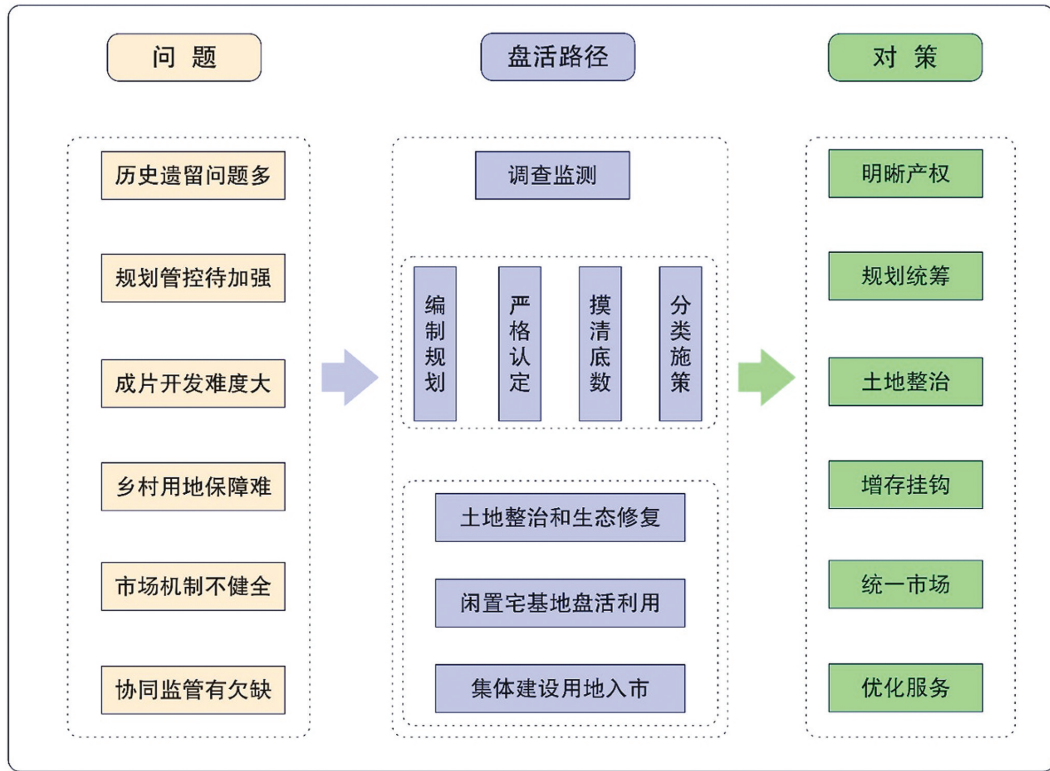 问 题
历史遗留问题多
规划管控待加强
成片开发难度大
乡村用地保障难
市场机制不健全
协同监管有欠缺
盘活路径
调查监测
编制规划
严格认定
摸清底数
分类施策
土地整治和生态修复
闲置宅基地盘活利用
集体建设用地入市
对 策
明晰产权
规划统筹
土地整治
增存挂钩
统一市场
优化服务